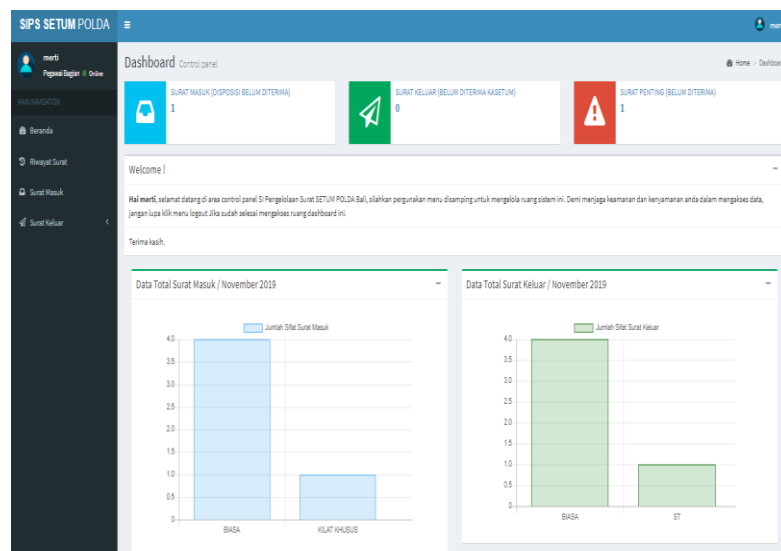 SIPS SETUM POLDA
mer
merti
Pegawai Bagian Online
MAIN NAVIGATION
Beranda
Riwayat Surat
Surat Masuk
Surat Keluar
Dashboard Control panel
Home > Dashboar
SURAT MASUK (DISPOSISI BELUM DITERIMA)
1
SURAT KELUAR (BELUM DITERIMA KASETUM)
0
SURAT PENTING (BELUM DITERIMA)
1
Welcome !
Hai merti, selamat datang di area control panel SI Pengelolaan Surat SETUM POLDA Bali, silahkan pergunakan menu disamping untuk mengelola ruang sistem ini. Demi menjaga keamanan dan kenyamanan anda dalam mengakses data,
jangan lupa klik menu logout Jika sudah selesai mengakses ruang dashboard ini.
Terima kasih.
Data Total Surat Masuk / November 2019
Jumlah Sifat Surat Masuk
4.0
3.5
3.0
2.5
2.0
1.5
1.0
0.5
0
BIASA KILAT KHUSUS
Data Total Surat Keluar / November 2019
Jumlah Sifat Surat Keluar
4.0
3.5
3.0
2.5
2.0
1.5
1.0
0.5
0
BIASA ST